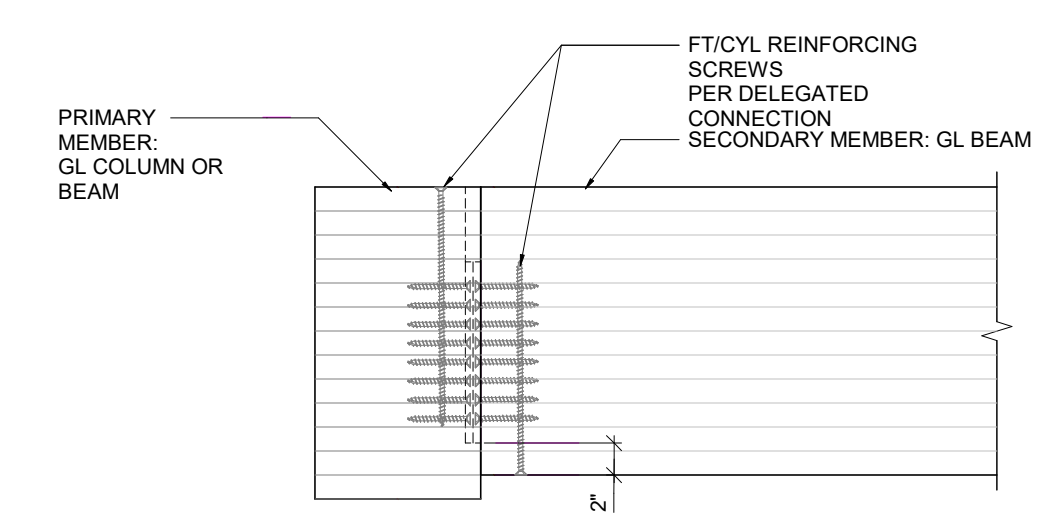 FT/CYL REINFORCING
SCREWS
PER DELEGATED
CONNECTION
SECONDARY MEMBER: GL BEAM
PRIMARY
MEMBER:
GL COLUMN OR
BEAM
2"